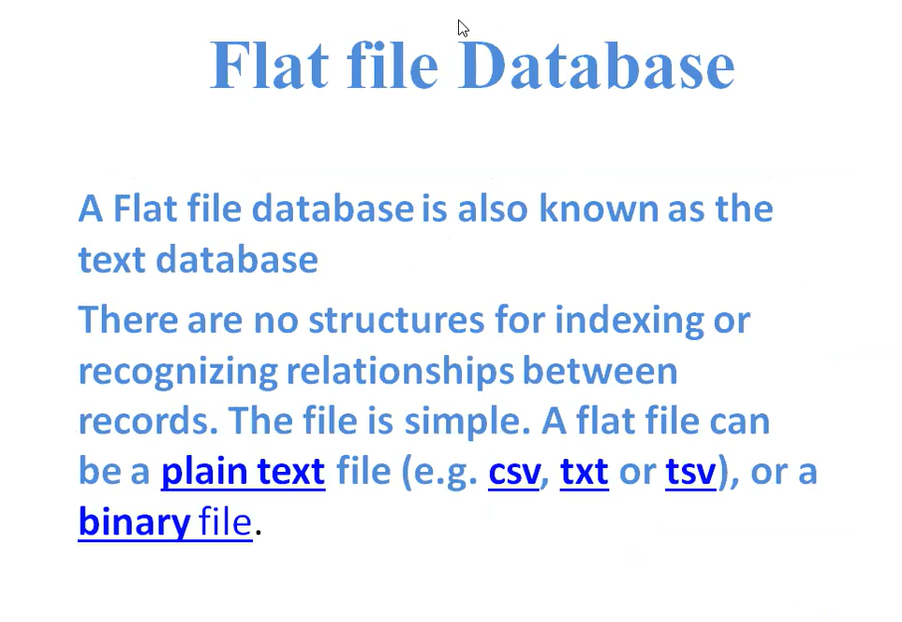 Flat file Database
A Flat file database is also known as the
text database
There are no structures for indexing or
recognizing relationships between
records. The file is simple. A flat file can
be a plain text file (e.g. csv, txt or tsv), or a
binary file.